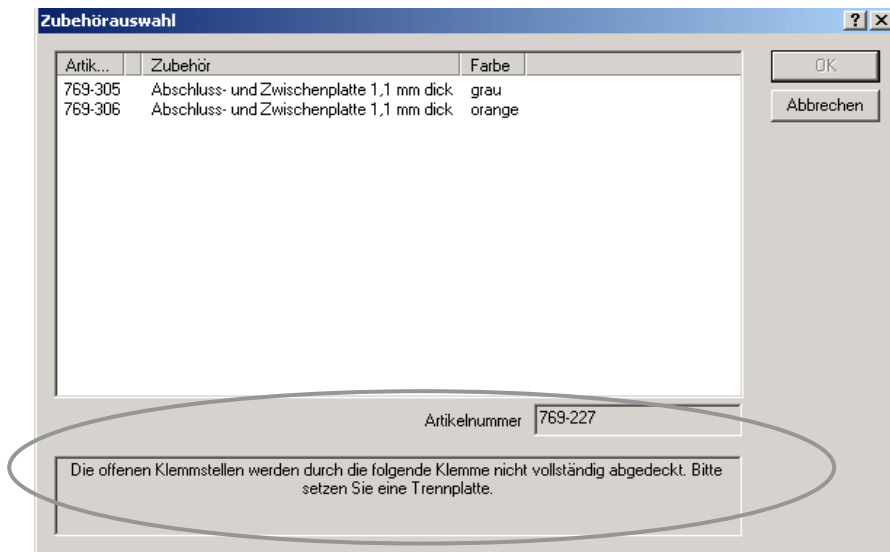 Zubehörauswahl
Artik... Zubehör Farbe
769-305 Abschluss- und Zwischenplatte 1,1 mm dick grau
769-306 Abschluss- und Zwischenplatte 1,1 mm dick orange
OK
Abbrechen
Artikelnummer 769-227
Die offenen Klemmstellen werden durch die folgende Klemme nicht vollständig abgedeckt. Bitte
setzen Sie eine Trennplatte.